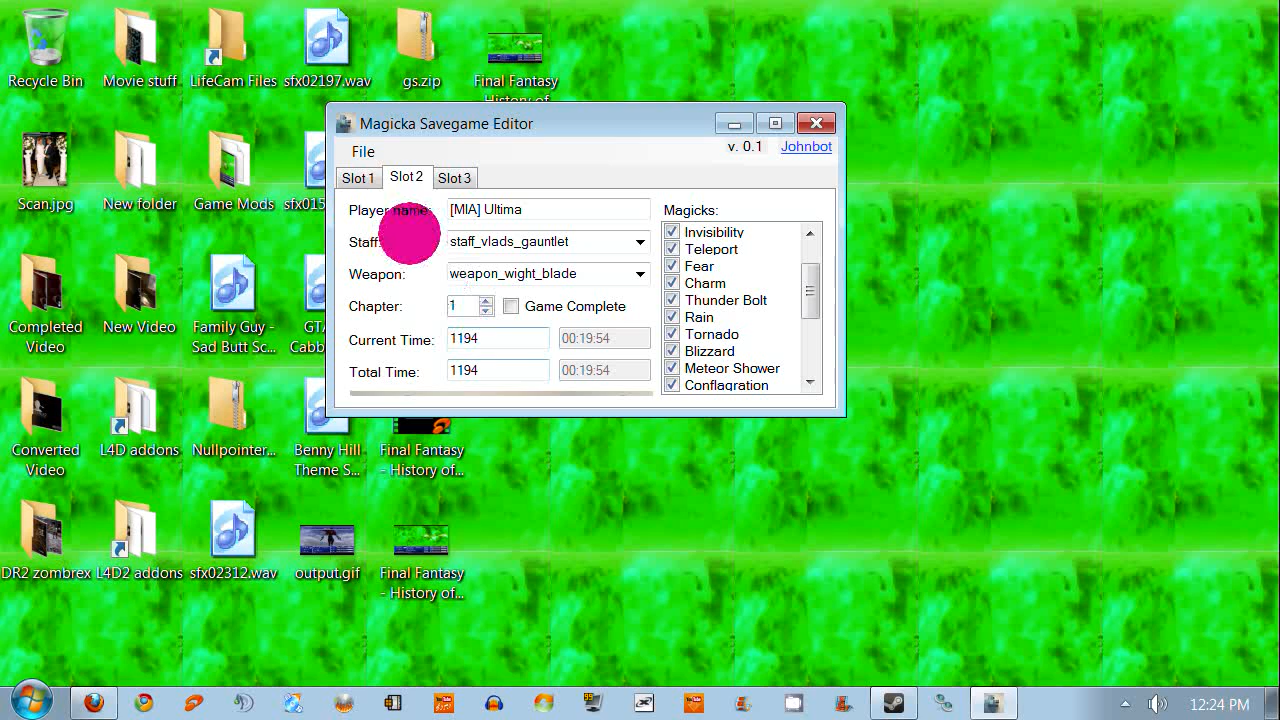 Recycle Bin
Movie stuff
LifeCam Files
sfx02197.wav
gs.zip
Final Fantasy
History of
Magicka Savegame Editor
File
v. 0.1
Johnbot
Slot 1
Slot 2
Slot 3
Player name:
[MIA] Ultima
Staff
staff_vlads_gauntlet
Weapon:
weapon_wight_blade
Chapter:
1
Game Complete
Current Time:
1194
00:19:54
Total Time:
1194
00:19:54
Magicks:
Invisibility
Teleport
Fear
Charm
Thunder Bolt
Rain
Tornado
Blizzard
Meteor Shower
Conflagration
Scan.jpg
New folder
Game Mods
sfx015
Completed
Video
New Video
Family Guy -
Sad Butt Sc...
GTA
Cabb
Converted
Video
L4D addons
Nullpointer...
Benny Hill
Theme S...
Final Fantasy
- History of...
DR2 zombrex
L4D2 addons
sfx02312.wav
output.gif
Final Fantasy
- History of...
12:24 PM